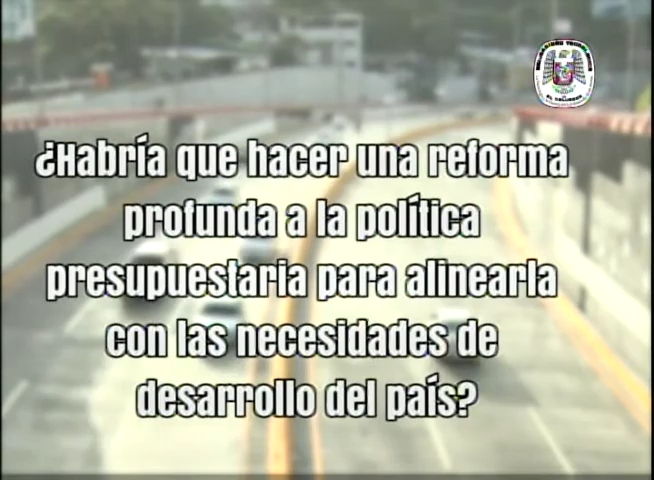 ¿Habría que hacer una reforma
profunda a la política
presupuestaria para alinearla
con las necesidades de
desarrollo del país?